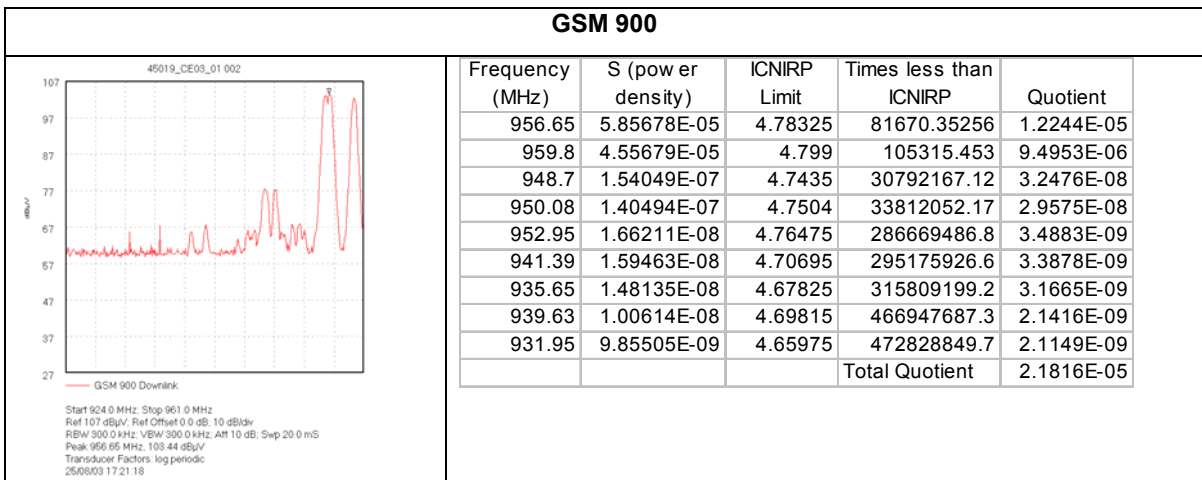 GSM 900
45019_CE03_01 002
107
97
87
77
67
57
47
37
27
dBµV
GSM 900 Downlink
Start 924.0 MHz; Stop 961.0 MHz
Ref 107 dBµV; Ref Offset 0.0 dB; 10 dB/div
RBW 300.0 kHz; VBW 300.0 kHz; Att 10 dB; Swp 20.0 mS
Peak 956.65 MHz, 103.44 dBµV
Transducer Factors: log periodic
25/08/03 17:21:18
Frequency (MHz) S (pow er density) ICNIRP Limit Times less than ICNIRP Quotient
956.65 5.85678E-05 4.78325 81670.35256 1.2244E-05
959.8 4.55679E-05 4.799 105315.453 9.4953E-06
948.7 1.54049E-07 4.7435 30792167.12 3.2476E-08
950.08 1.40494E-07 4.7504 33812052.17 2.9575E-08
952.95 1.66211E-08 4.76475 286669486.8 3.4883E-09
941.39 1.59463E-08 4.70695 295175926.6 3.3878E-09
935.65 1.48135E-08 4.67825 315809199.2 3.1665E-09
939.63 1.00614E-08 4.69815 466947687.3 2.1416E-09
931.95 9.85505E-09 4.65975 472828849.7 2.1149E-09
Total Quotient 2.1816E-05